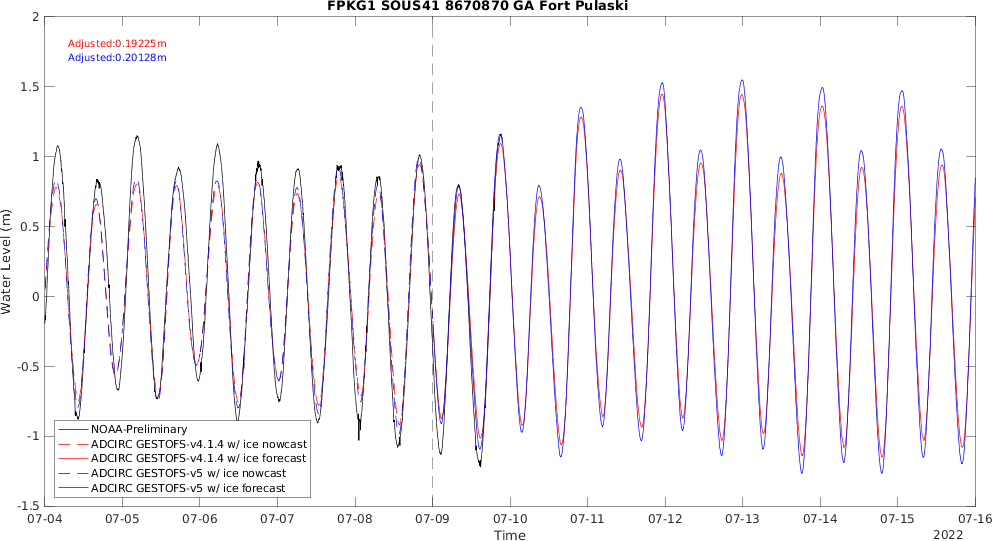 FPKG1 SOUS41 8670870 GA Fort Pulaski
2
Adjusted:0.19225m
Adjusted:0.20128m
1.5
1
0.5
0
-0.5
-1
-1.5
Water Level (m)
NOAA-Preliminary
ADCIRC GESTOFS-v4.1.4 w/ ice nowcast
ADCIRC GESTOFS-v4.1.4 w/ ice forecast
ADCIRC GESTOFS-v5 w/ ice nowcast
ADCIRC GESTOFS-v5 w/ ice forecast
07-04 07-05 07-06 07-07 07-08 07-09 07-10 07-11 07-12 07-13 07-14 07-15 07-16
Time
2022